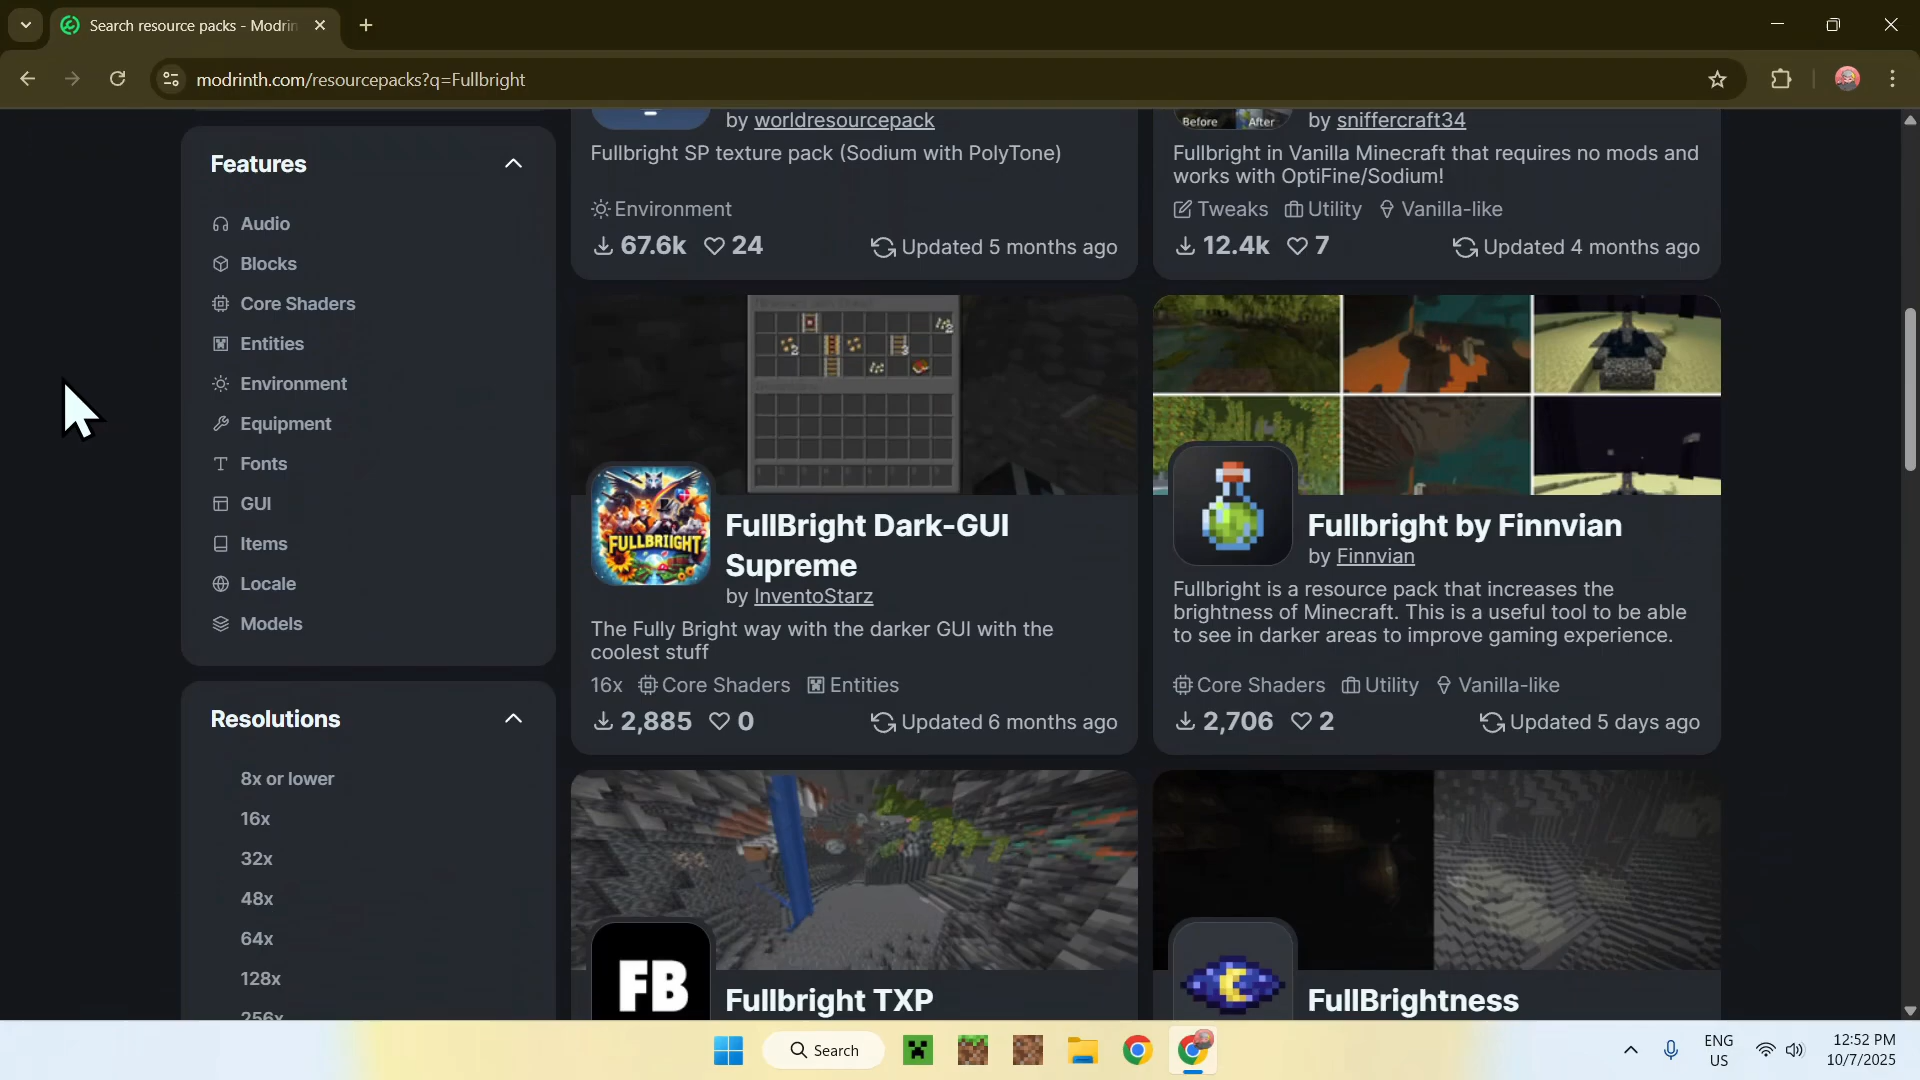 Search resource packs - Modrin
modrinth.com/resourcepacks?q=Fullbright
Features
Audio
Blocks
Core Shaders
Entities
Environment
Equipment
Fonts
GUI
Items
Locale
Models
Resolutions
8x or lower
16x
32x
48x
64x
128x
256x
by worldresourcepack
Fullbright SP texture pack (Sodium with PolyTone)
Environment
67.6k 24 Updated 5 months ago
Before After
by sniffercraft34
Fullbright in Vanilla Minecraft that requires no mods and
works with OptiFine/Sodium!
Tweaks Utility Vanilla-like
12.4k 7 Updated 4 months ago
FULLBRIIGHT
FullBright Dark-GUI
Supreme
by InventoStarz
The Fully Bright way with the darker GUI with the
coolest stuff
16x Core Shaders Entities
2,885 0 Updated 6 months ago
Fullbright by Finnvian
by Finnvian
Fullbright is a resource pack that increases the
brightness of Minecraft. This is a useful tool to be able
to see in darker areas to improve gaming experience.
Core Shaders Utility Vanilla-like
2,706 2 Updated 5 days ago
FB
Fullbright TXP
FullBrightness
Search
ENG
US
12:52 PM
10/7/2025